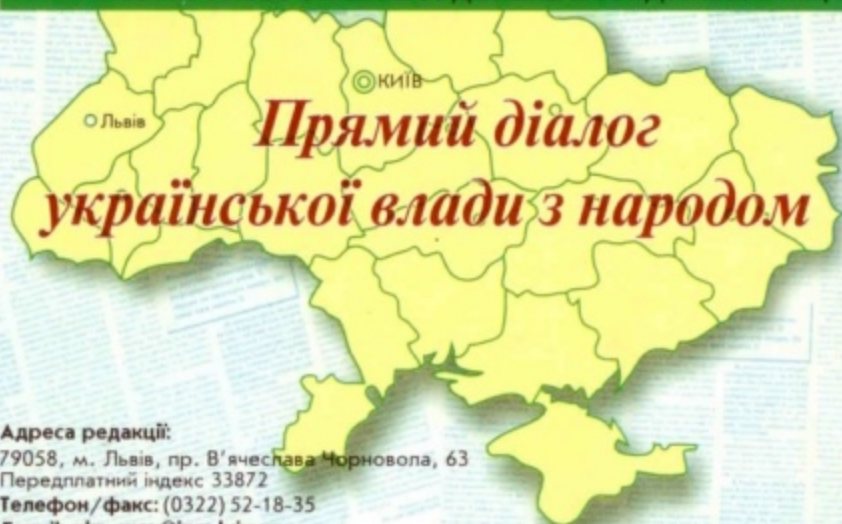 КИЇВ
Львів
Прямий діалог
української влади з народом
Адреса редакції:
79058, м. Львів, пр. В'ячеслава Чорновола, 63
Передплатний індекс 33872
Телефон/факс: (0322) 52-18-35